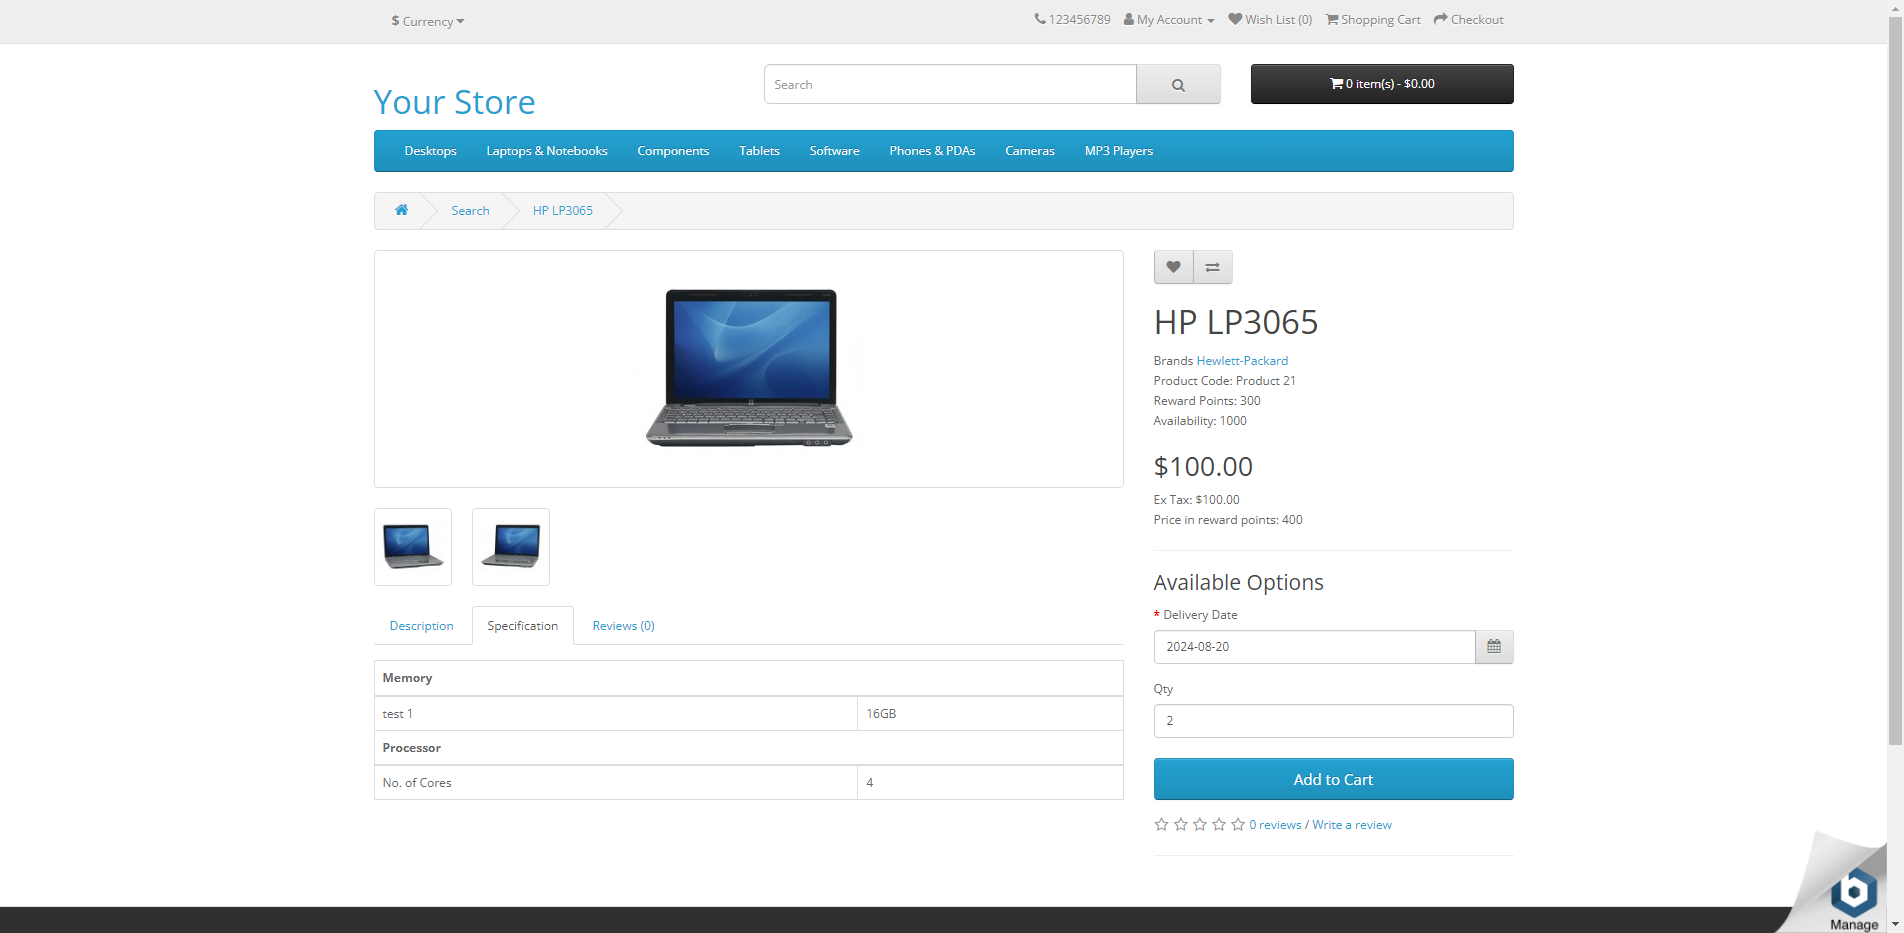 $ Currency
123456789 My Account Wish List (0) Shopping Cart Checkout
Your Store
Search
0 item(s) - $0.00
Desktops Laptops & Notebooks Components Tablets Software Phones & PDAs Cameras MP3 Players
Search HP LP3065
HP LP3065
Brands Hewlett-Packard
Product Code: Product 21
Reward Points: 300
Availability: 1000
$100.00
Ex Tax: $100.00
Price in reward points: 400
Available Options
* Delivery Date
2024-08-20
Qty
2
Add to Cart
0 reviews / Write a review
Description Specification Reviews (0)
Memory
test 1 16GB
Processor
No. of Cores 4
b
Manage